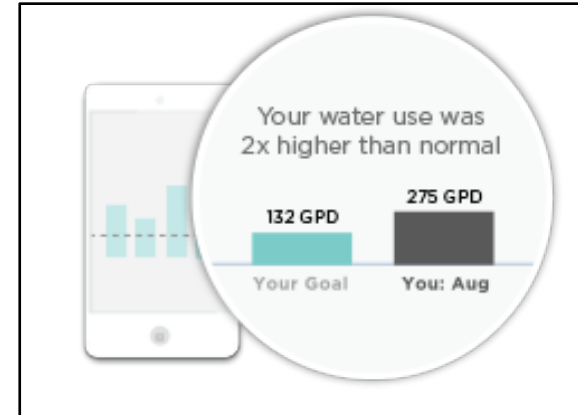 Your water use was
2x higher than normal
132 GPD
275 GPD
Your Goal
You: Aug